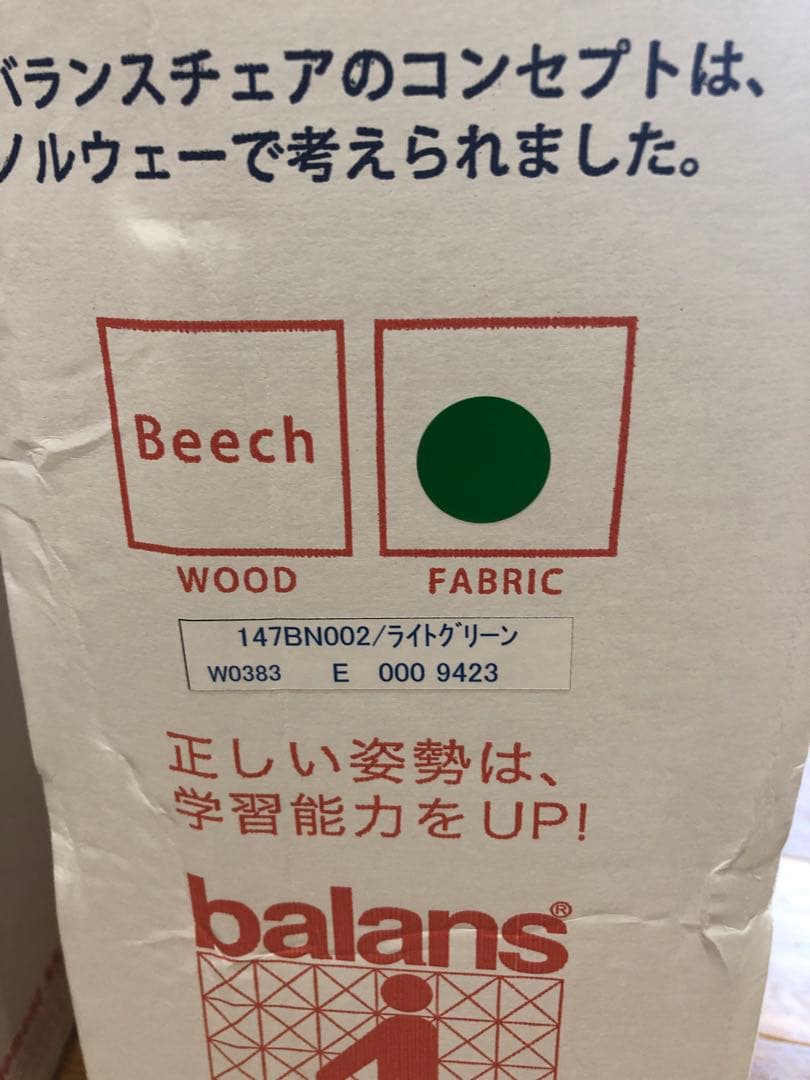 バランスチェアのコンセプトは、
ノルウェーで考えられました。
Beech
WOOD
FABRIC
147BN002/ライトグリーン
W0383 E 000 9423
正しい姿勢は、
学習能力をUP!
balans®